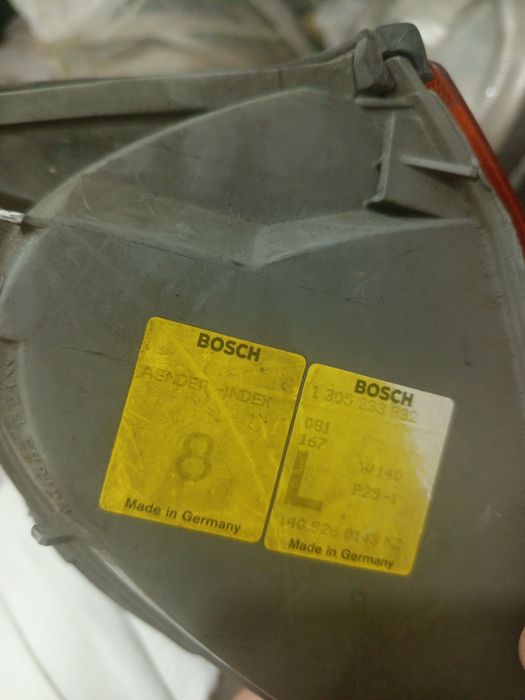 BOSCH
AENDER.-INDEX
8
Made in Germany
BOSCH
1 305 233 932
081
167
L
W140
P25-1
140 826 0143 KZ
Made in Germany